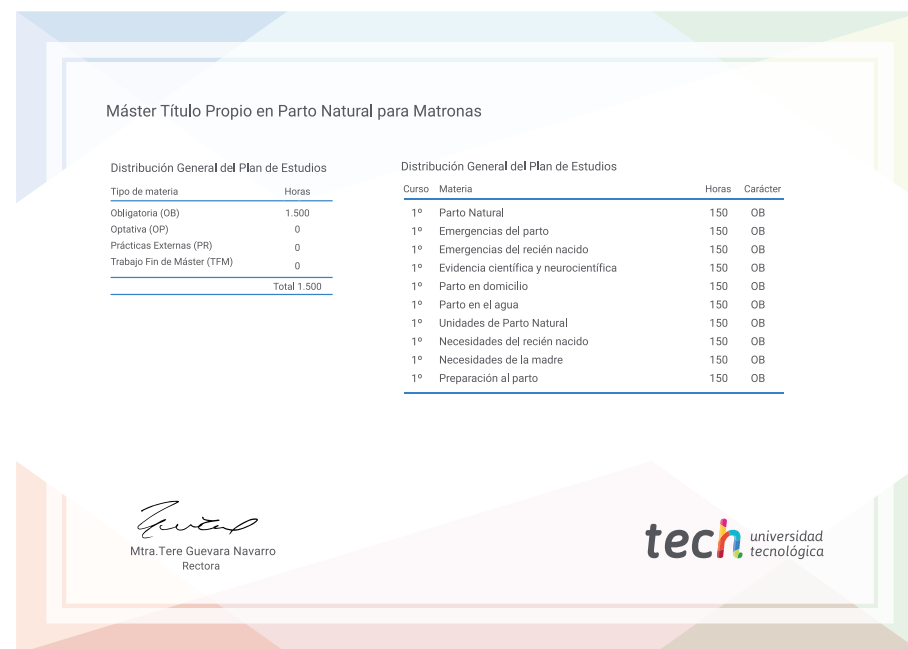 Máster Título Propio en Parto Natural para Matronas
Distribución General del Plan de Estudios
Tipo de materia Horas
Obligatoria (OB) 1.500
Optativa (OP) 0
Prácticas Externas (PR) 0
Trabajo Fin de Máster (TFM) 0
Total 1.500
Distribución General del Plan de Estudios
Curso Materia Horas Carácter
1º Parto Natural 150 OB
1º Emergencias del parto 150 OB
1º Emergencias del recién nacido 150 OB
1º Evidencia científica y neurocientífica 150 OB
1º Parto en domicilio 150 OB
1º Parto en el agua 150 OB
1º Unidades de Parto Natural 150 OB
1º Necesidades del recién nacido 150 OB
1º Necesidades de la madre 150 OB
1º Preparación al parto 150 OB
Mtra.Tere Guevara Navarro
Rectora
tech universidad
tecnológica